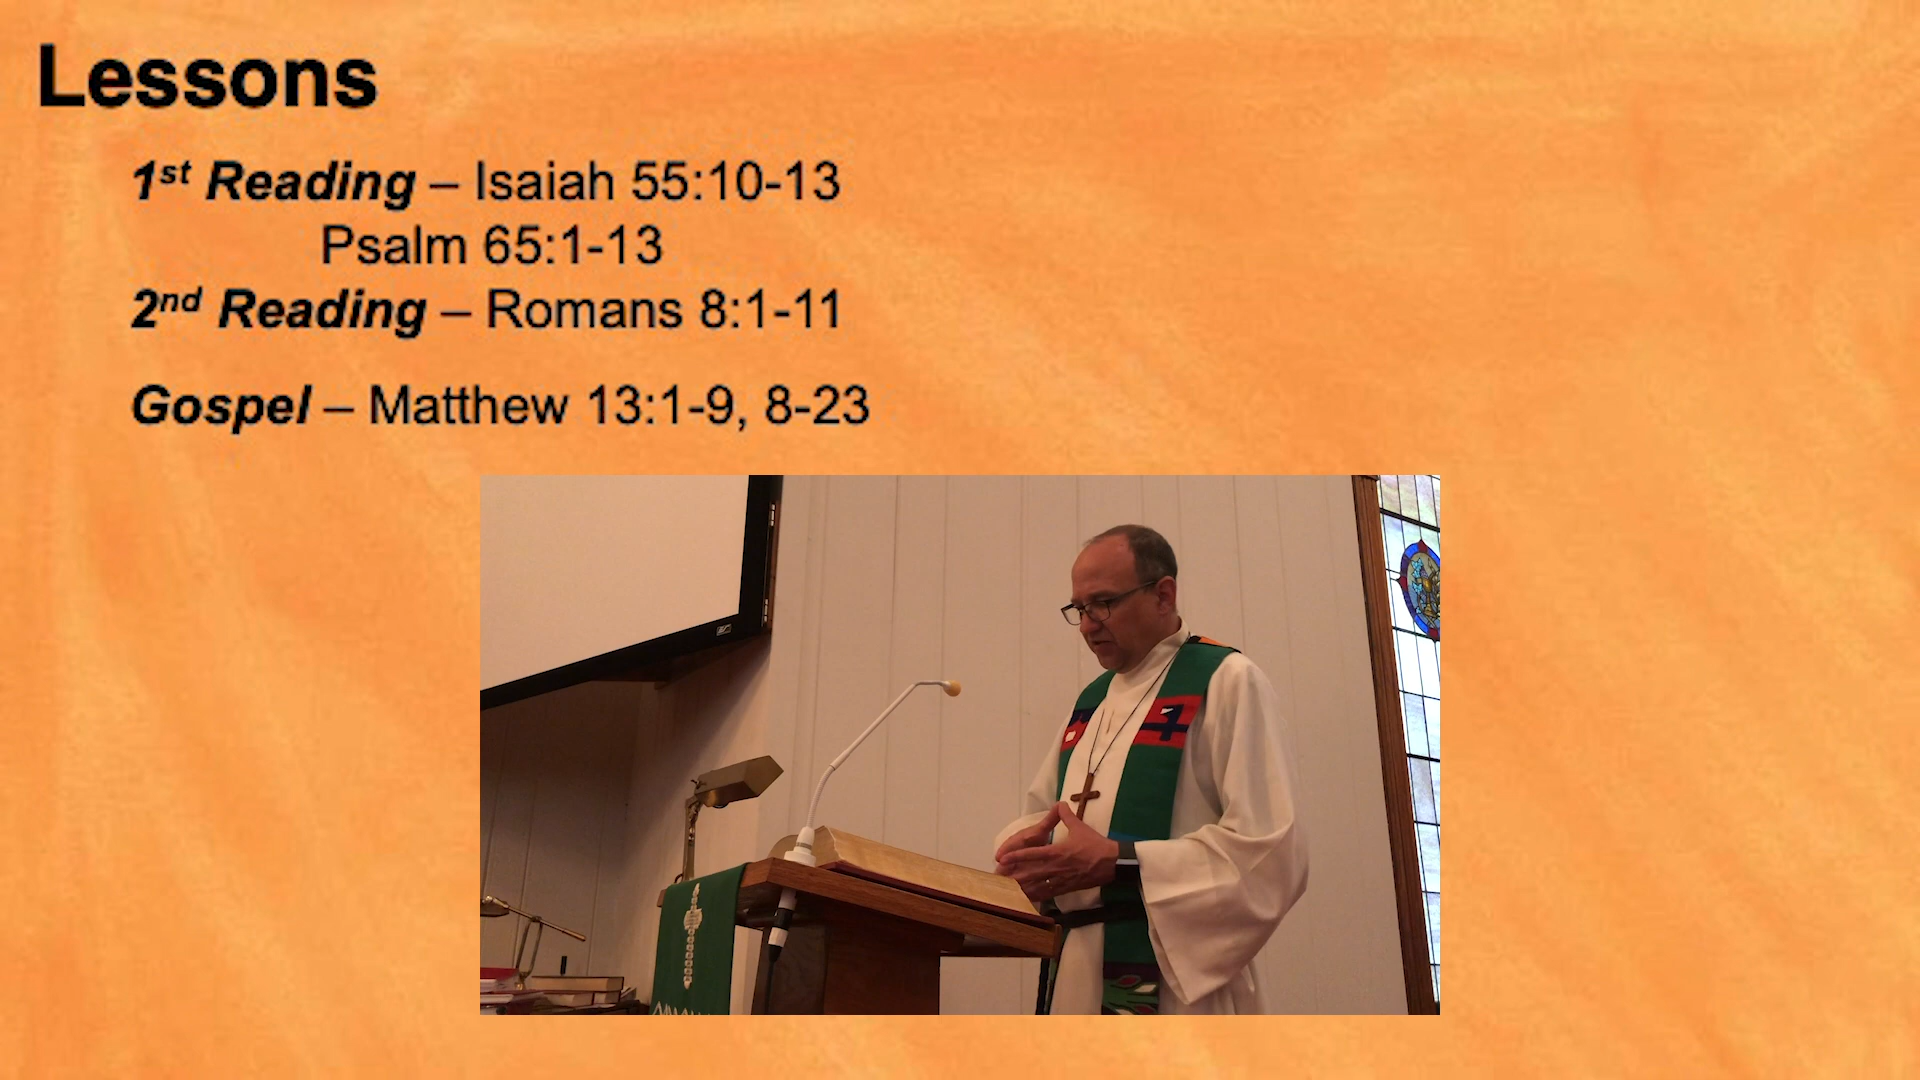 Lessons
1st Reading – Isaiah 55:10-13
Psalm 65:1-13
2nd Reading – Romans 8:1-11
Gospel – Matthew 13:1-9, 8-23